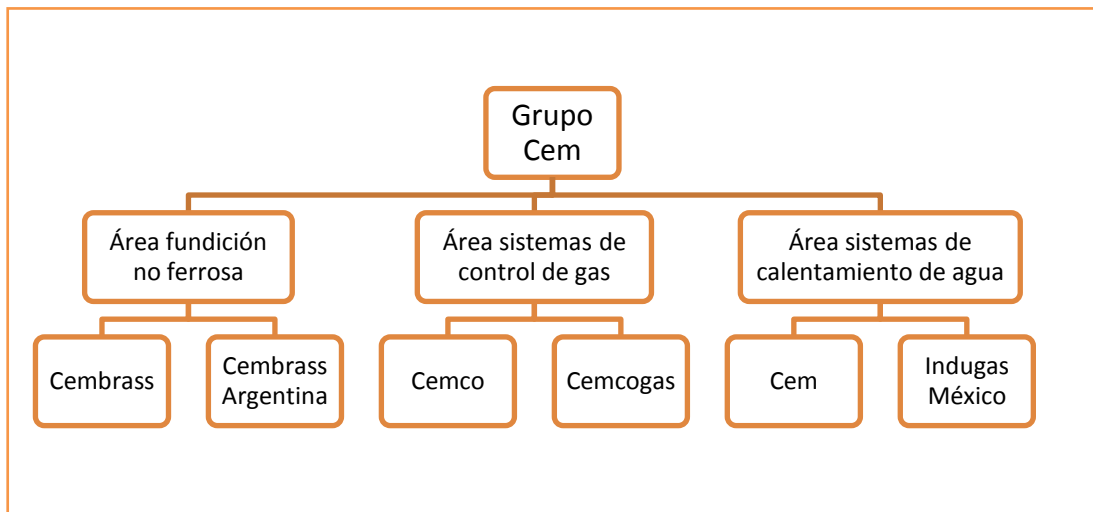 Grupo
Cem
Área fundición
no ferrosa
Área sistemas de
control de gas
Área sistemas de
calentamiento de agua
Cembrass
Cembrass
Argentina
Cemco
Cemcogas
Cem
Indugas
México